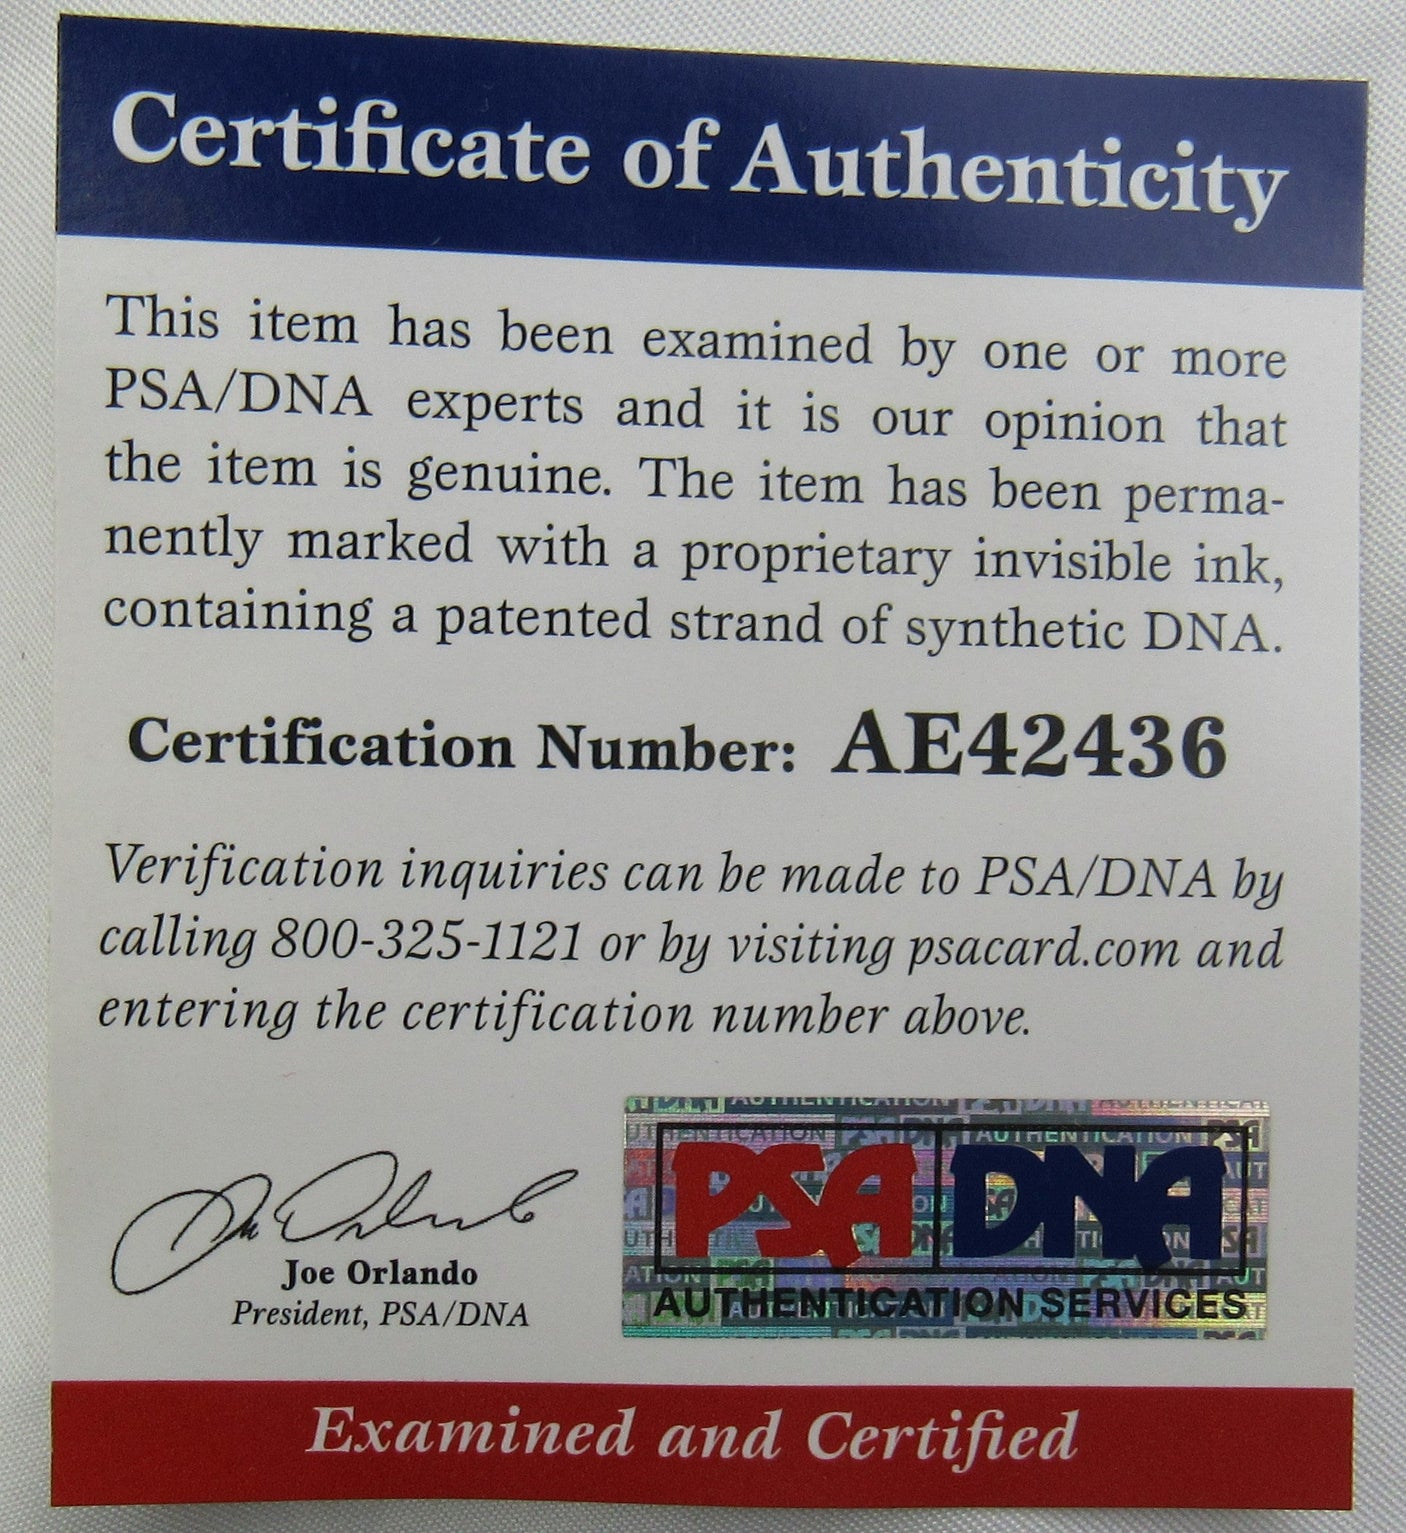 Certificate of Authenticity
This item has been examined by one or more
PSA/DNA experts and it is our opinion that
the item is genuine. The item has been perma-
nently marked with a proprietary invisible ink,
containing a patented strand of synthetic DNA.
Certification Number: AE42436
Verification inquiries can be made to PSA/DNA by
calling 800-325-1121 or by visiting psacard.com and
entering the certification number above.
Joe Orlando
President, PSA/DNA
PSA DNA
AUTHENTICATION SERVICES
Examined and Certified